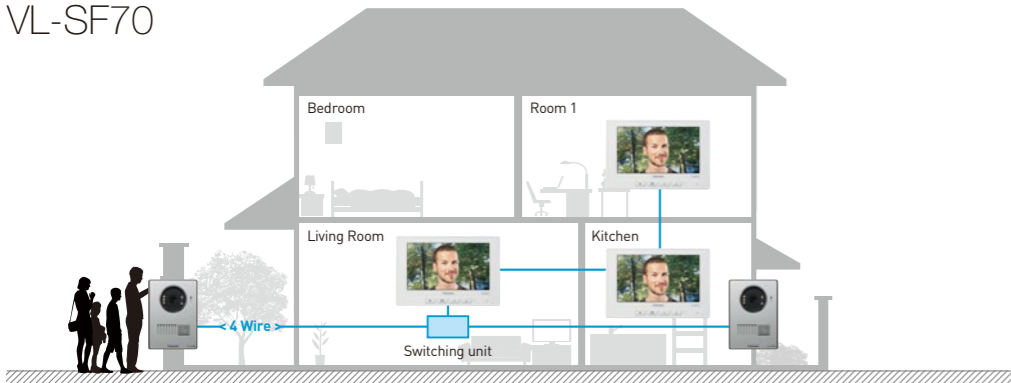 VL-SF70
Bedroom
Room 1
Living Room
Kitchen
< 4 Wire >
Switching unit